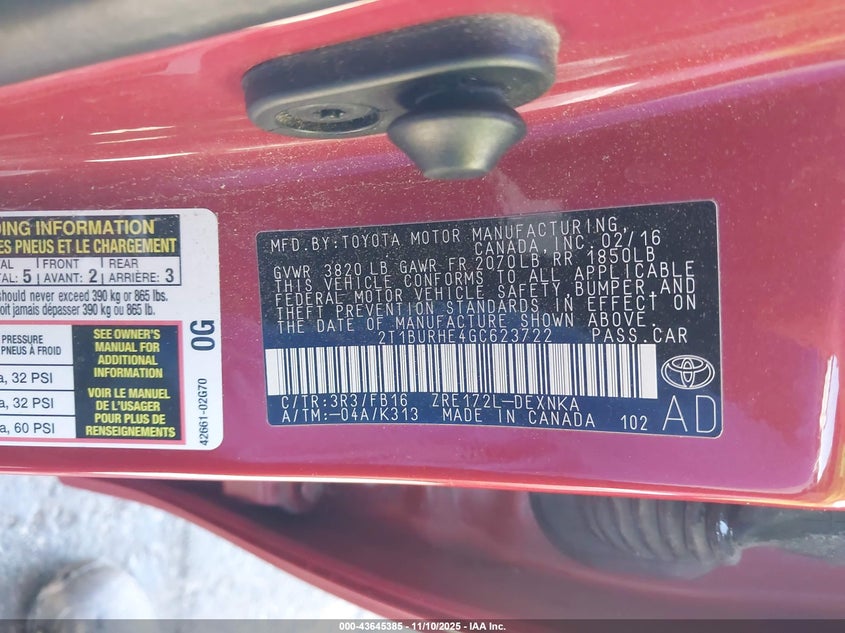 DING INFORMATION
ES PNEUS ET LE CHARGEMENT
AL FRONT REAR
AL: 5 AVANT: 2 ARRIÈRE: 3
should never exceed 390 kg or 865 lbs.
oit jamais dépasser 390 kg ou 865 lb.
PRESSURE
PNEUS À FROID
a, 32 PSI
a, 32 PSI
a, 60 PSI
SEE OWNER'S
MANUAL FOR
ADDITIONAL
INFORMATION
VOIR LE MANUEL
DE L'USAGER
POUR PLUS DE
RENSEIGNEMENTS
0G
42661-02G70
MFD.BY:TOYOTA MOTOR MANUFACTURING,
CANADA,INC. 02/16
GVWR 3820 LB GAWR FR 2070LB RR 1850LB
THIS VEHICLE CONFORMS TO ALL APPLICABLE
FEDERAL MOTOR VEHICLE SAFETY, BUMPER, AND
THEFT PREVENTION STANDARDS IN EFFECT ON
THE DATE OF MANUFACTURE SHOWN ABOVE.
2T1BURHE4GC623722 PASS.CAR
C/TR:3R3/FB16 ZRE172L-DEXNKA
A/TM:-04A/K313 MADE IN CANADA 102
AD
000-43645385 - 11/10/2025 - IAA Inc.